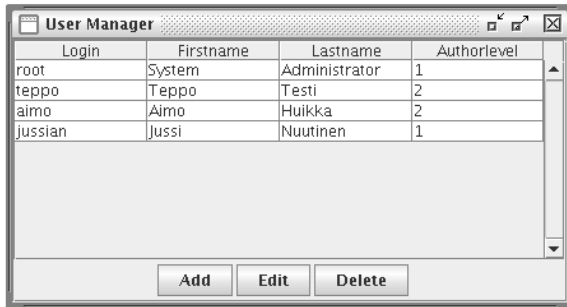 User Manager
Login Firstname Lastname Authorlevel
root System Administrator 1
teppo Teppo Testi 2
aimo Aimo Huikka 2
jussian Jussi Nuutinen 1
Add Edit Delete